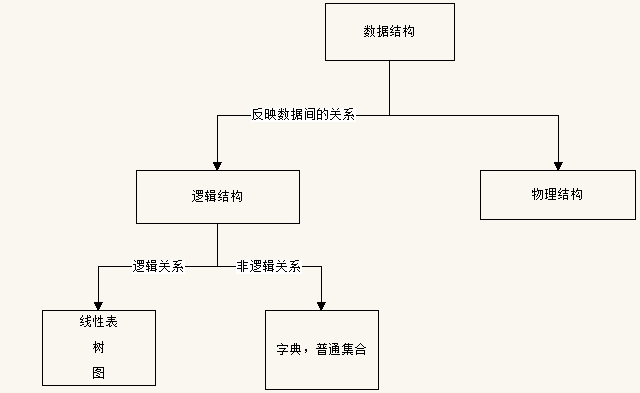 数据结构
反映数据间的关系
逻辑结构
物理结构
逻辑关系
非逻辑关系
线性表
树
图
字典，普通集合